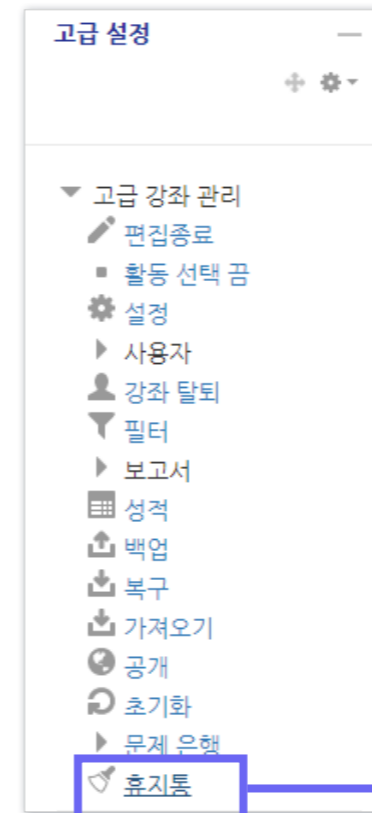 고급 설정
고급 강좌 관리
편집종료
활동 선택 끔
설정
사용자
강좌 탈퇴
필터
보고서
성적
백업
복구
가져오기
공개
초기화
문제 은행
휴지통